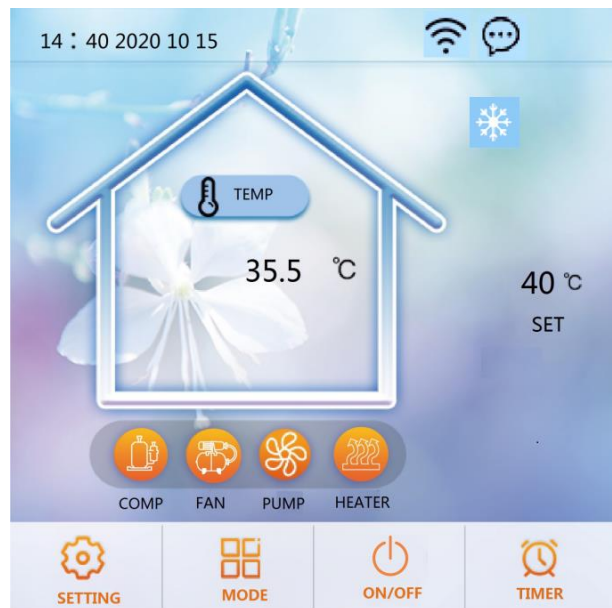 14：40 2020 10 15
TEMP
35.5 ℃
40 ℃
SET
COMP FAN PUMP HEATER
SETTING MODE ON/OFF TIMER